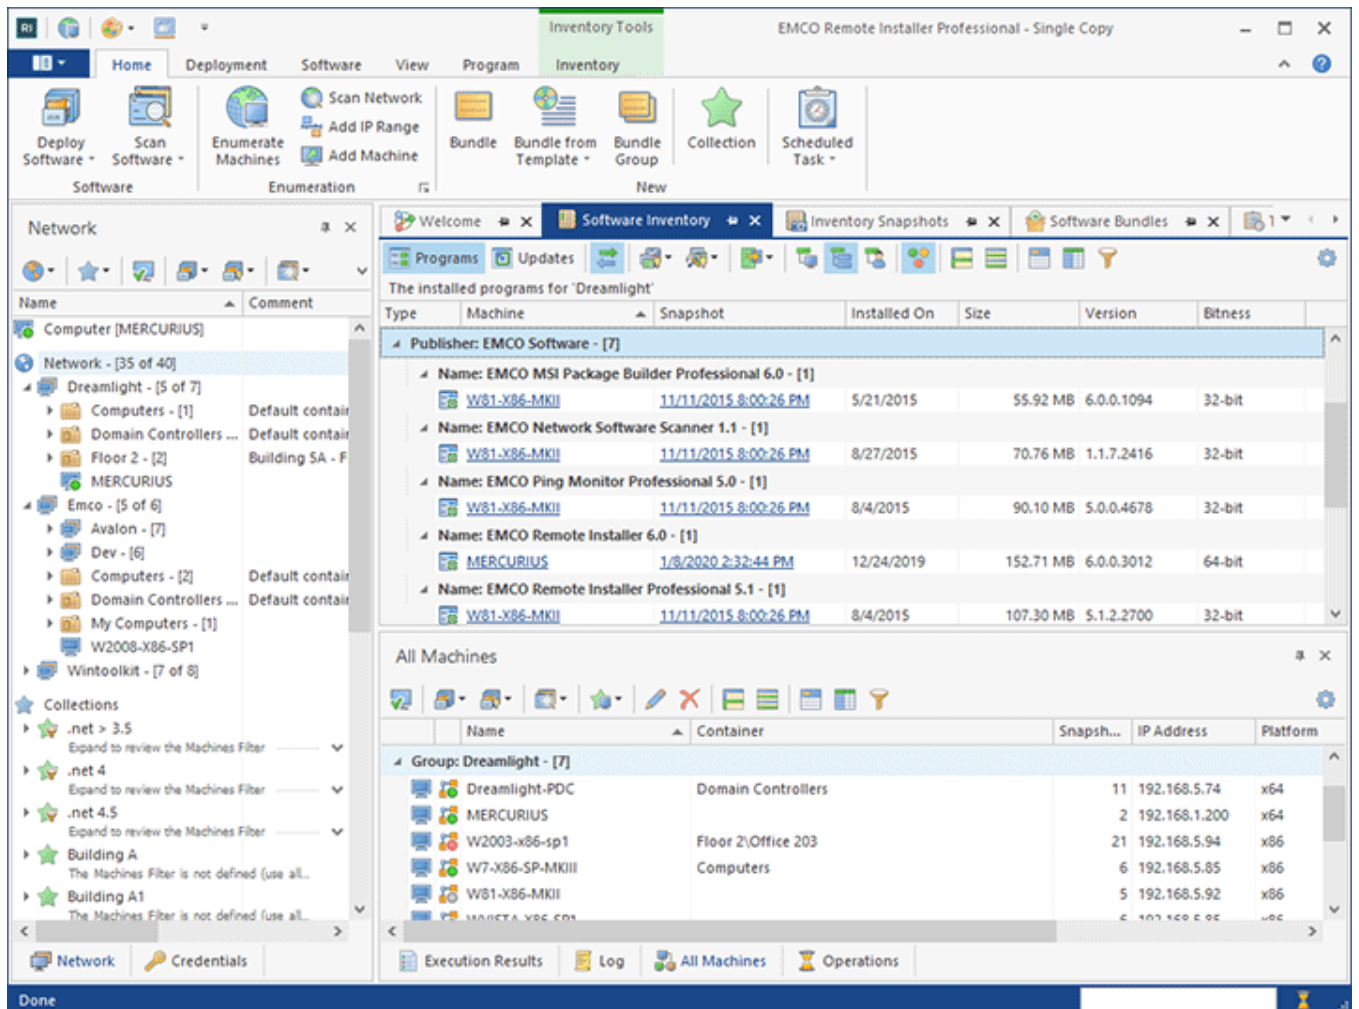 RI
Inventory Tools
EMCO Remote Installer Professional - Single Copy
Home Deployment Software View Program Inventory
Deploy Software
Scan Software
Software
Enumerate Machines
Scan Network
Add IP Range
Add Machine
Enumeration
Bundle
Bundle from Template
Bundle Group
Collection
Scheduled Task
New
Network
Name Comment
Computer [MERCURIUS]
Network - [35 of 40]
Dreamlight - [5 of 7]
Computers - [1] Default contair
Domain Controllers ... Default contair
Floor 2 - [2] Building SA - F
MERCURIUS
Emco - [5 of 6]
Avalon - [7]
Dev - [6]
Computers - [2] Default contair
Domain Controllers ... Default contair
My Computers - [1]
W2008-X86-SP1
Wintoolkit - [7 of 8]
Collections
.net > 3.5
Expand to review the Machines Filter
.net 4
Expand to review the Machines Filter
.net 4.5
Expand to review the Machines Filter
Building A
The Machines Filter is not defined (use all...
Building A1
The Machines Filter is not defined (use all...
Network Credentials
Welcome Software Inventory Inventory Snapshots Software Bundles 1
Programs Updates
The installed programs for 'Dreamlight'
Type Machine Snapshot Installed On Size Version Bitness
Publisher: EMCO Software - [7]
Name: EMCO MSI Package Builder Professional 6.0 - [1]
W81-X86-MKII 11/11/2015 8:00:26 PM 5/21/2015 55.92 MB 6.0.0.1094 32-bit
Name: EMCO Network Software Scanner 1.1 - [1]
W81-X86-MKII 11/11/2015 8:00:26 PM 8/27/2015 70.76 MB 1.1.7.2416 32-bit
Name: EMCO Ping Monitor Professional 5.0 - [1]
W81-X86-MKII 11/11/2015 8:00:26 PM 8/4/2015 90.10 MB 5.0.0.4678 32-bit
Name: EMCO Remote Installer 6.0 - [1]
MERCURIUS 1/8/2020 2:32:44 PM 12/24/2019 152.71 MB 6.0.0.3012 64-bit
Name: EMCO Remote Installer Professional 5.1 - [1]
W81-X86-MKII 11/11/2015 8:00:26 PM 8/4/2015 107.30 MB 5.1.2.2700 32-bit
All Machines
Name Container Snapsh... IP Address Platform
Group: Dreamlight - [7]
Dreamlight-PDC Domain Controllers 11 192.168.5.74 x64
MERCURIUS 2 192.168.1.200 x64
W2003-x86-sp1 Floor 2\Office 203 21 192.168.5.94 x86
W7-X86-SP-MKIII Computers 6 192.168.5.85 x86
W81-X86-MKII 5 192.168.5.92 x86
WVISTA-X86-SP1 6 192.168.5.85 x86
Execution Results Log All Machines Operations
Done